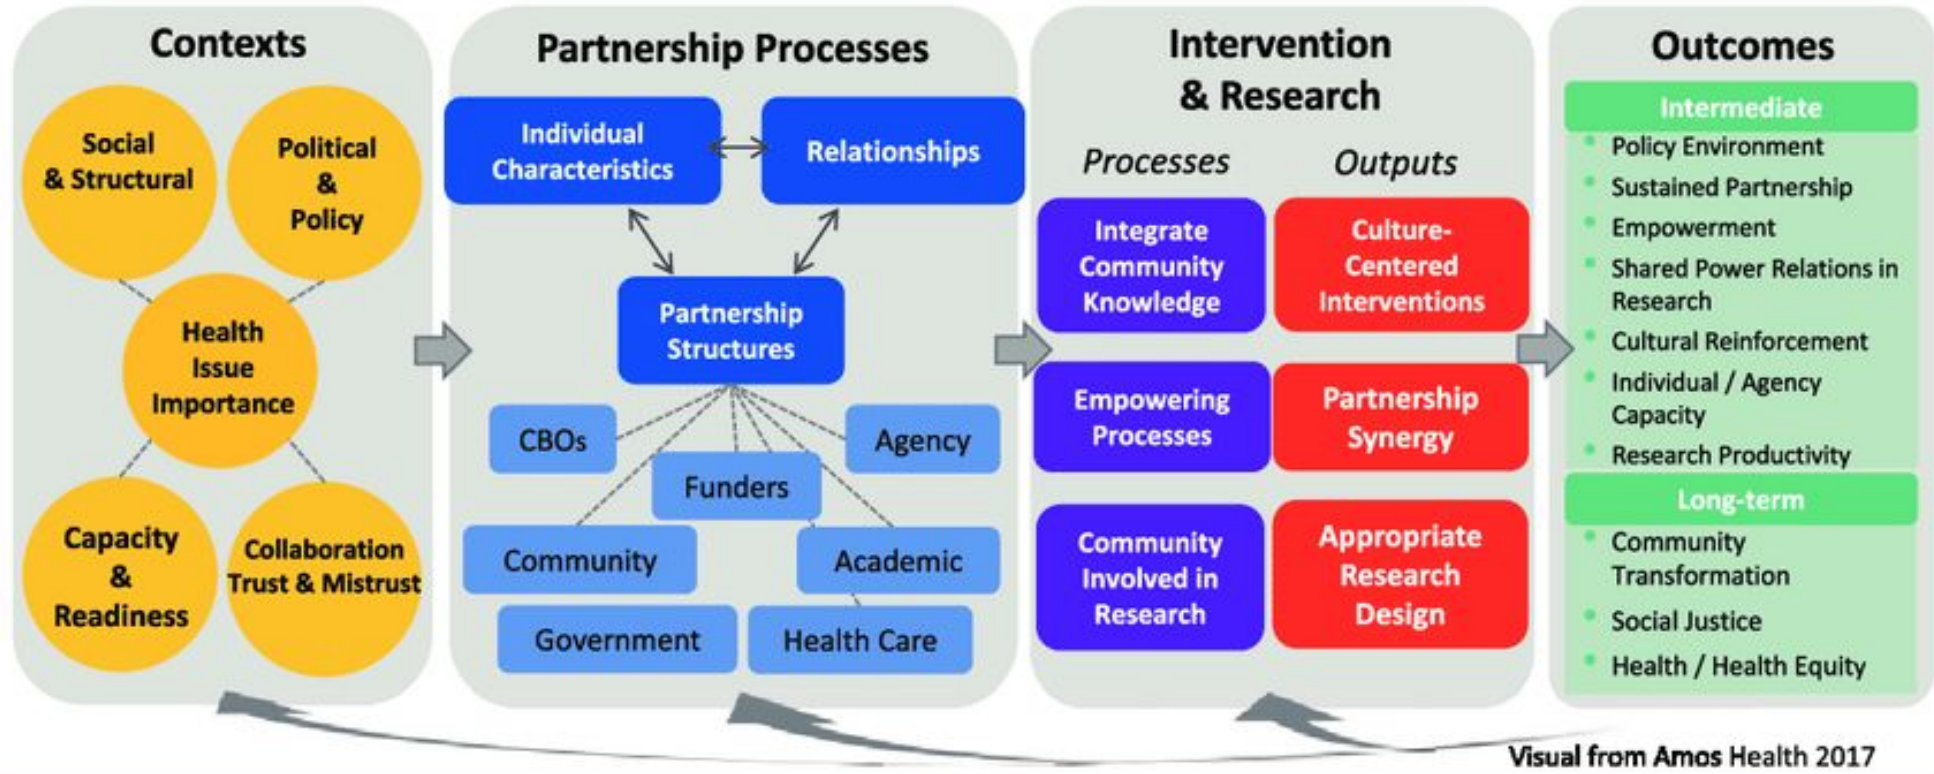 Contexts
Social
& Structural
Political
&
Policy
Health
Issue
Importance
Capacity
&
Readiness
Collaboration
Trust & Mistrust
Partnership Processes
Individual
Characteristics
Relationships
Partnership
Structures
CBOs
Agency
Funders
Community
Academic
Government
Health Care
Intervention
& Research
Processes
Outputs
Integrate
Community
Knowledge
Culture-
Centered
Interventions
Empowering
Processes
Partnership
Synergy
Community
Involved in
Research
Appropriate
Research
Design
Outcomes
Intermediate
Policy Environment
Sustained Partnership
Empowerment
Shared Power Relations in
Research
Cultural Reinforcement
Individual / Agency
Capacity
Research Productivity
Long-term
Community
Transformation
Social Justice
Health / Health Equity
Visual from Amos Health 2017